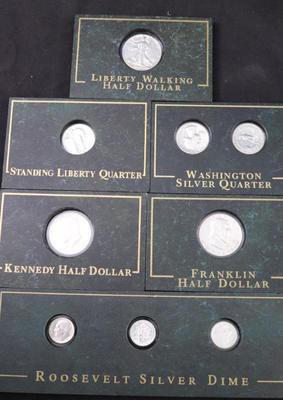 LIBERTY WALKING
HALF DOLLAR
STANDING LIBERTY QUARTER
WASHINGTON
SILVER QUARTER
KENNEDY HALF DOLLAR
FRANKLIN
HALF DOLLAR
ROOSEVELT SILVER DIME